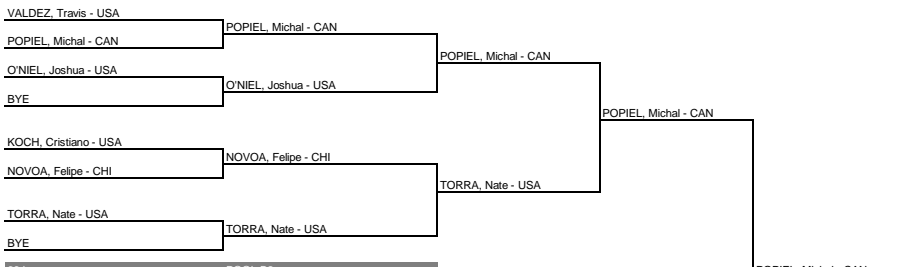 VALDEZ, Travis - USA
POPIEL, Michal - CAN
POPIEL, Michal - CAN
POPIEL, Michal - CAN
O'NIEL, Joshua - USA
O'NIEL, Joshua - USA
BYE
POPIEL, Michal - CAN
KOCH, Cristiano - USA
NOVOA, Felipe - CHI
NOVOA, Felipe - CHI
TORRA, Nate - USA
TORRA, Nate - USA
TORRA, Nate - USA
BYE